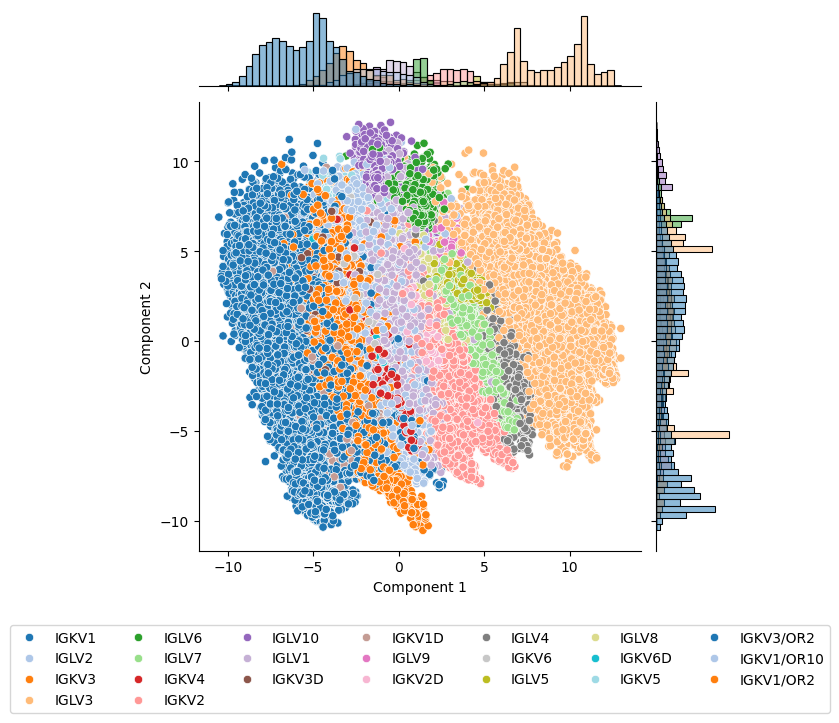 10
5
0
−5
−10
Component 2
−10 −5 0 5 10
Component 1
IGKV1 IGLV6 IGLV10 IGKV1D IGLV4 IGLV8 IGKV3/OR2
IGLV2 IGLV7 IGLV1 IGLV9 IGKV6 IGKV6D IGKV1/OR10
IGKV3 IGKV4 IGKV3D IGKV2D IGLV5 IGKV5 IGKV1/OR2
IGLV3 IGKV2